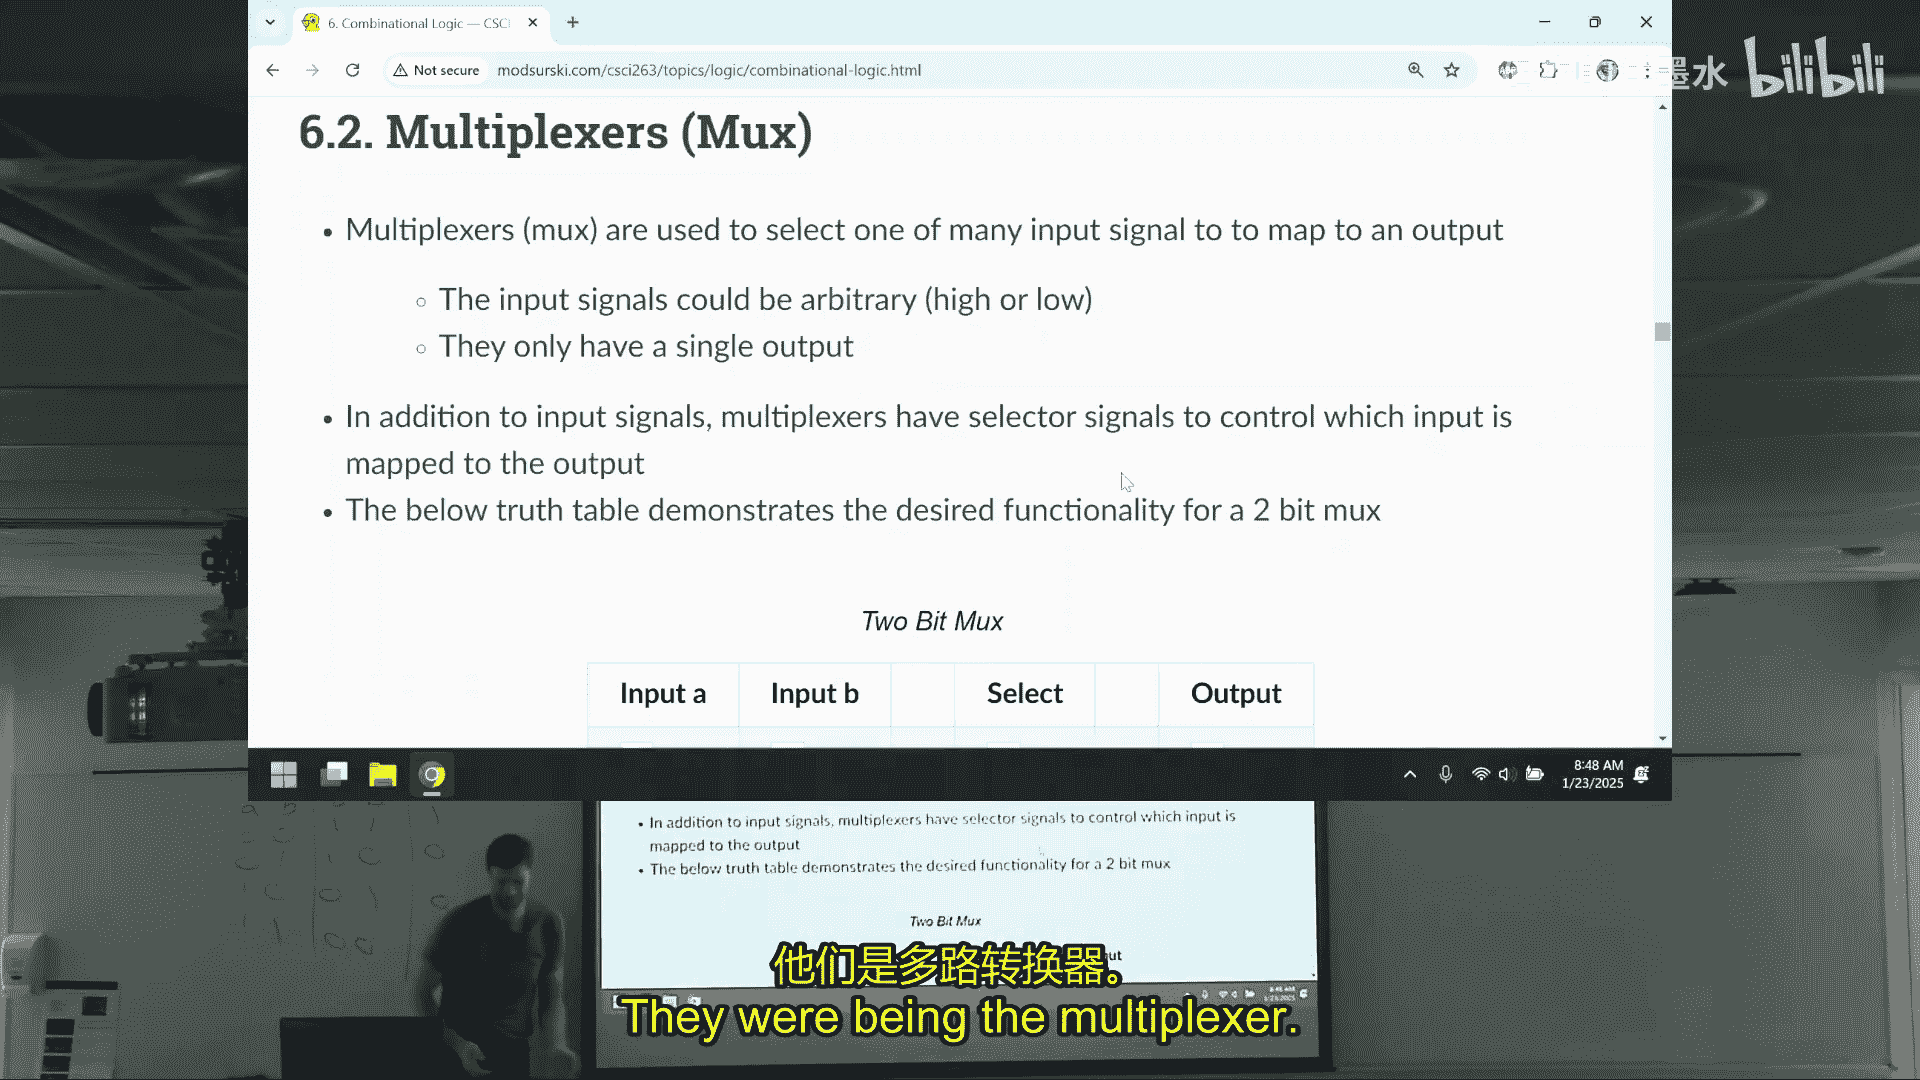 6. Combinational Logic — CSCI
Not secure
modsurski.com/csci263/topics/logic/combinational-logic.html
墨水 bilibili
6.2. Multiplexers (Mux)
• Multiplexers (mux) are used to select one of many input signal to to map to an output
◦ The input signals could be arbitrary (high or low)
◦ They only have a single output
• In addition to input signals, multiplexers have selector signals to control which input is
mapped to the output
• The below truth table demonstrates the desired functionality for a 2 bit mux
Two Bit Mux
Input a Input b Select Output
8:48 AM
1/23/2025
• In addition to input signals, multiplexers have selector signals to control which input is
mapped to the output
• The below truth table demonstrates the desired functionality for a 2 bit mux
Two Bit Mux
他们是多路转换器。
They were being the multiplexer.